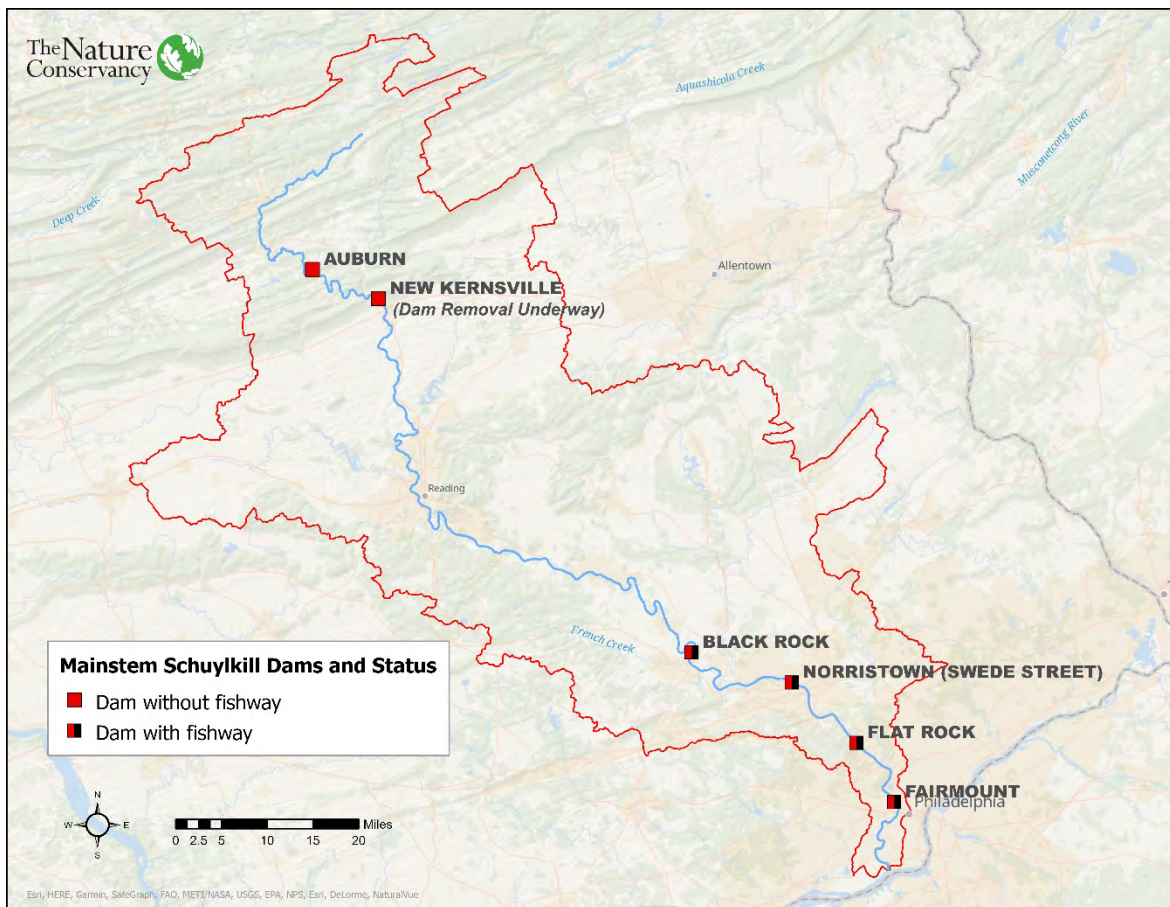 The Nature
Conservancy
Aquashicola Creek
Musconetcong River
Deep Creek
AUBURN
Allentown
NEW KERNSVILLE
(Dam Removal Underway)
Reading
French Creek
BLACK ROCK
NORRISTOWN (SWEDE STREET)
Mainstem Schuylkill Dams and Status
Dam without fishway
Dam with fishway
FLAT ROCK
FAIRMOUNT
Philadelphia
N
W E
S
Miles
0 2.5 5 10 15 20
Esri, HERE, Garmin, SafeGraph, FAO, METI/NASA, USGS, EPA, NPS, Esri, DeLorme, NaturalVue